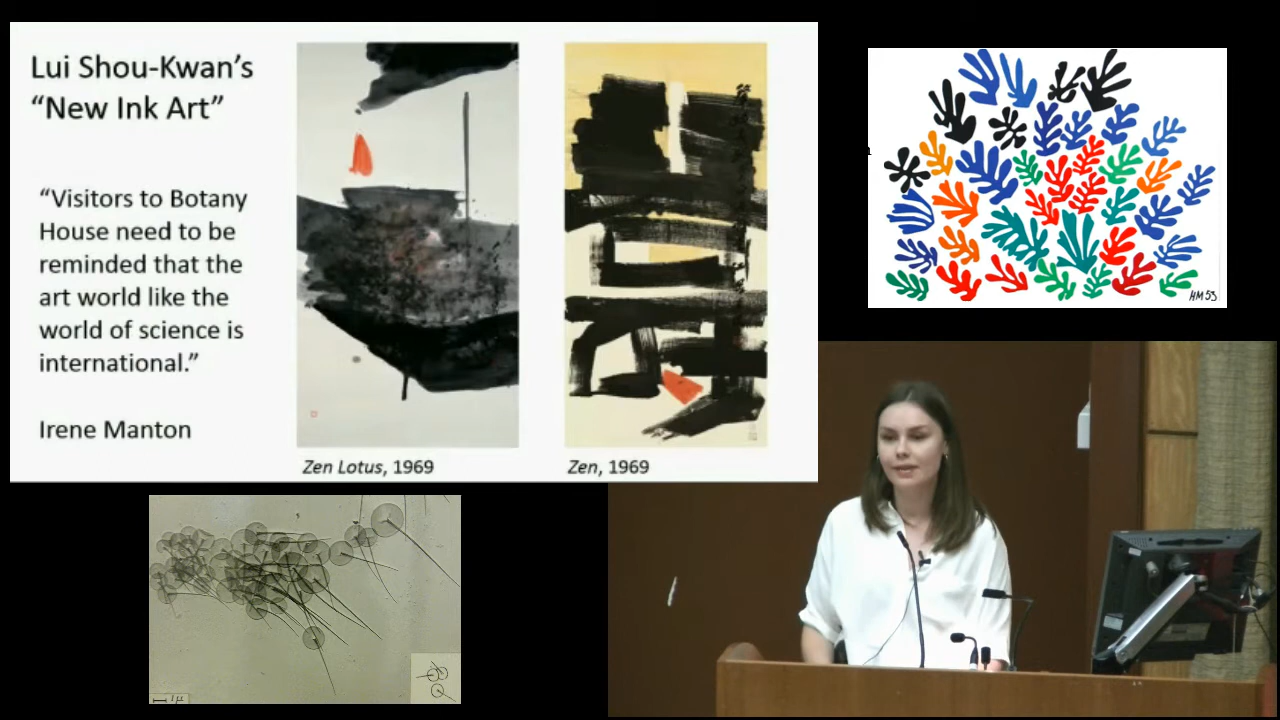 Lui Shou-Kwan's
"New Ink Art"
"Visitors to Botany
House need to be
reminded that the
art world like the
world of science is
international."
Irene Manton
Zen Lotus, 1969
Zen, 1969
HM 53
1 μ